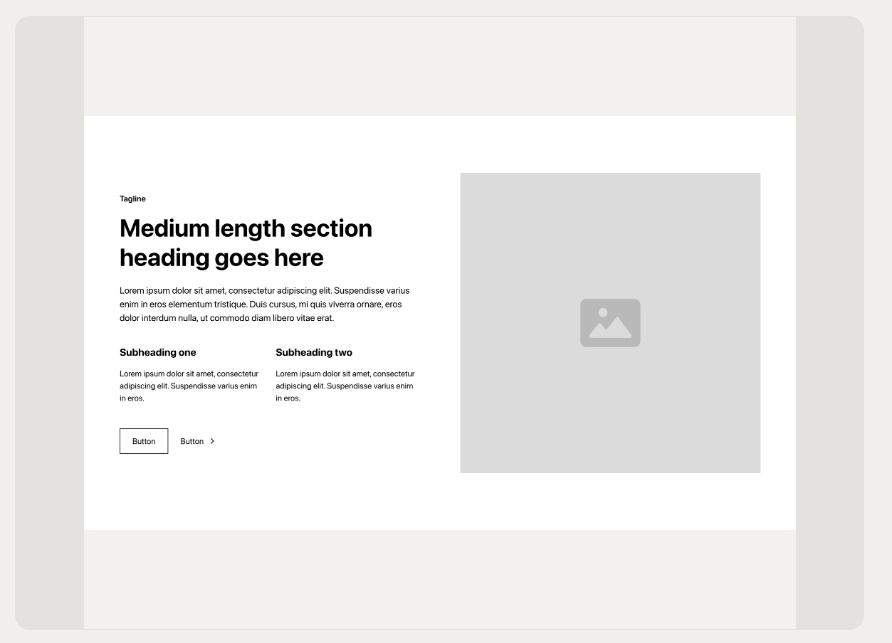 Tagline
Medium length section
heading goes here
Lorem ipsum dolor sit amet, consectetur adipiscing elit. Suspendisse varius
enim in eros elementum tristique. Duis cursus, mi quis viverra ornare, eros
dolor interdum nulla, ut commodo diam libero vitae erat.
Subheading one
Lorem ipsum dolor sit amet, consectetur
adipiscing elit. Suspendisse varius enim
in eros.
Subheading two
Lorem ipsum dolor sit amet, consectetur
adipiscing elit. Suspendisse varius enim
in eros.
Button
Button